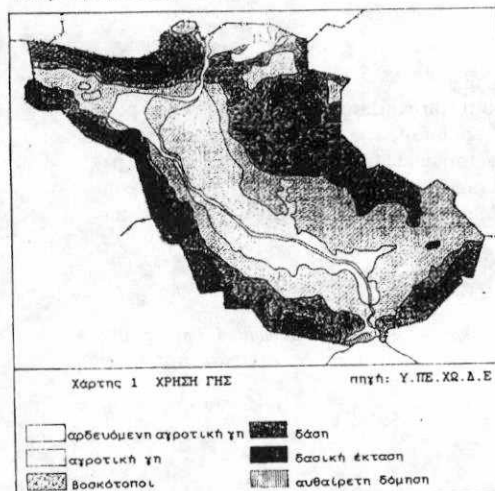 Χάρτης 1 ΧΡΗΣΗ ΓΗΣ πηγή: Υ.ΠΕ.ΧΩ.Δ.Ε
αρδευόμενη αγροτική γη δάση
αγροτική γη δασική έκταση
βοσκότοποι αυθαίρετη δόμηση